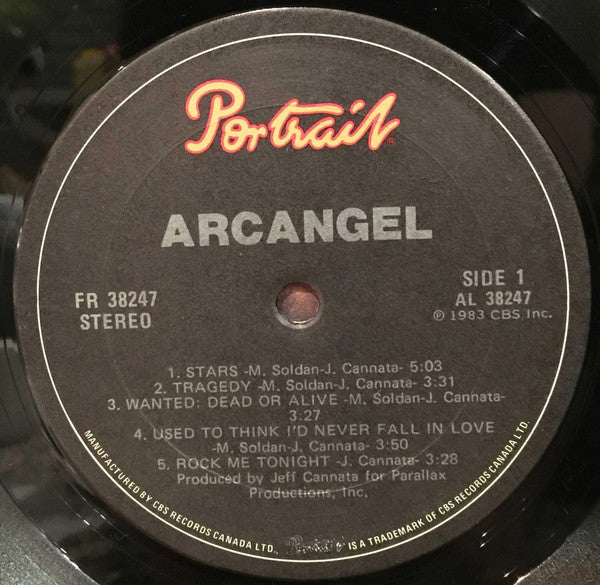 Portrait
ARCANGEL
FR 38247
STEREO
SIDE 1
AL 38247
℗ 1983 CBS, Inc.
1. STARS -M. Soldan-J. Cannata- 5:03
2. TRAGEDY -M. Soldan-J. Cannata- 3:31
3. WANTED: DEAD OR ALIVE -M. Soldan-J. Cannata-
3:27
4. USED TO THINK I'D NEVER FALL IN LOVE
-M. Soldan-J. Cannata- 3:50
5. ROCK ME TONIGHT -J. Cannata- 3:28
Produced by Jeff Cannata for Parallax
Productions, Inc.
MANUFACTURED BY CBS RECORDS CANADA LTD., Portrait IS A TRADEMARK OF CBS RECORDS CANADA LTD.